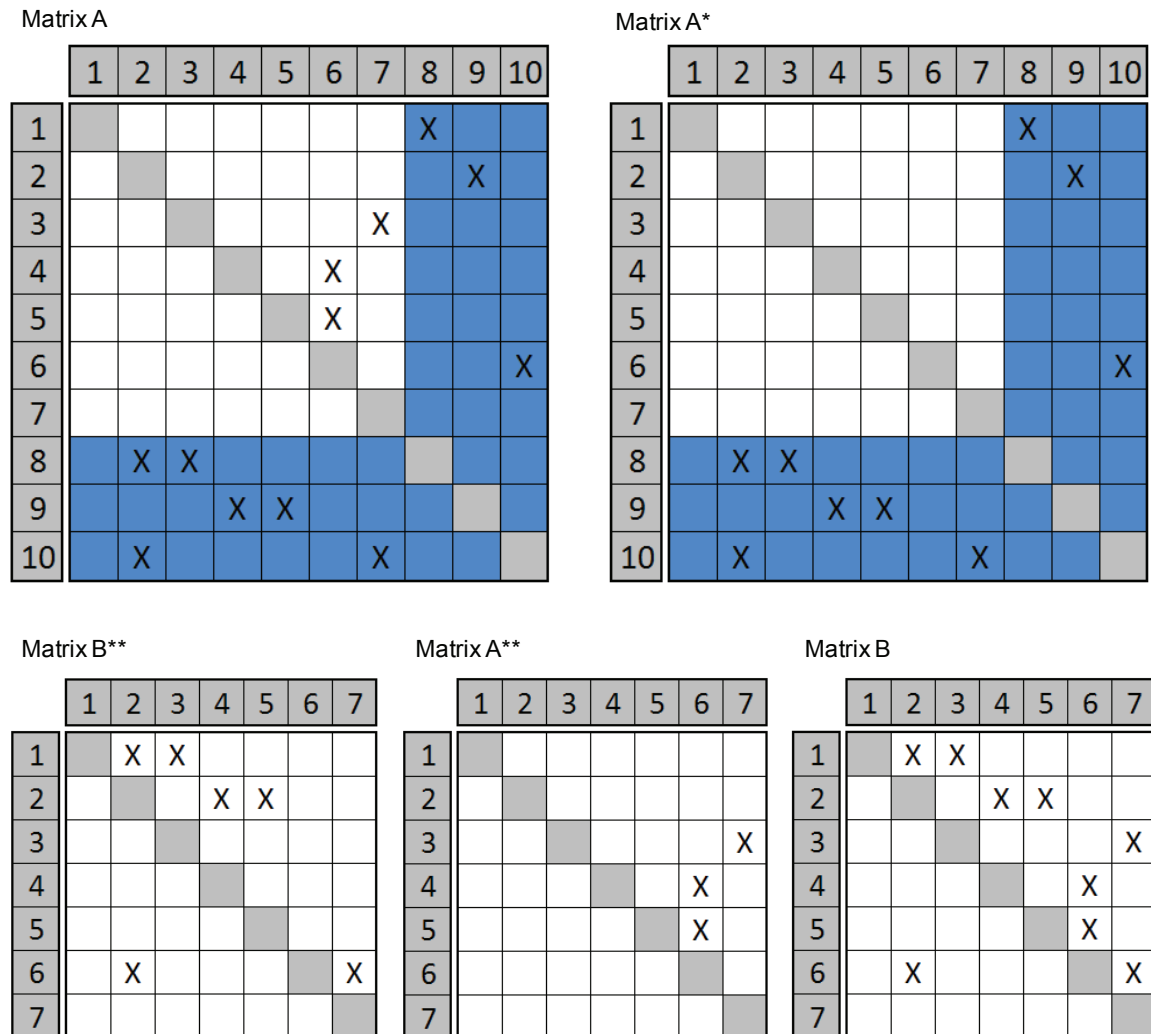 Matrix A
Matrix A*
1 2 3 4 5 6 7 8 9 10
1 2 3 4 5 6 7 8 9 10
1 X
1 X
2 X
2 X
3 X
3
4 X
4
5 X
5
6 X
6 X
7
7
8 X X
8 X X
9 X X
9 X X
10 X X
10 X X
Matrix B**
Matrix A**
Matrix B
1 2 3 4 5 6 7
1 2 3 4 5 6 7
1 2 3 4 5 6 7
1 X X
1
1 X X
2 X X
2
2 X X
3
3 X
3 X
4
4 X
4 X
5
5 X
5 X
6 X X
6
6 X X
7
7
7